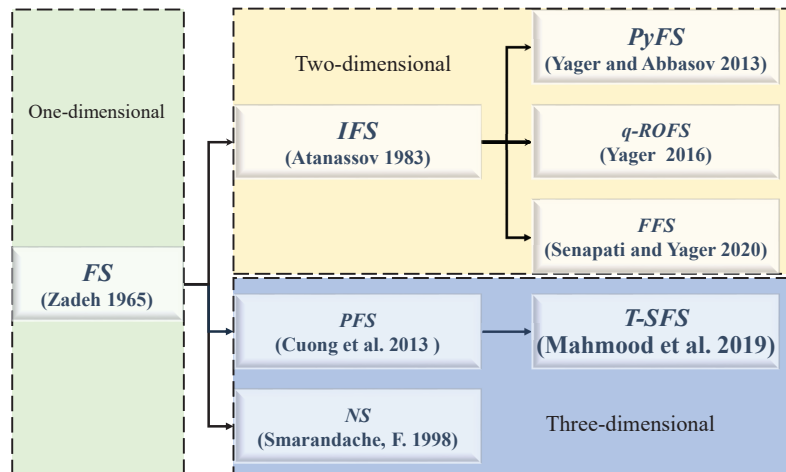 One-dimensional
FS
(Zadeh 1965)
Two-dimensional
IFS
(Atanassov 1983)
PyFS
(Yager and Abbasov 2013)
q-ROFS
(Yager  2016)
FFS
(Senapati and Yager 2020)
PFS
(Cuong et al. 2013 )
T-SFS
(Mahmood et al. 2019)
NS
(Smarandache, F. 1998)
Three-dimensional